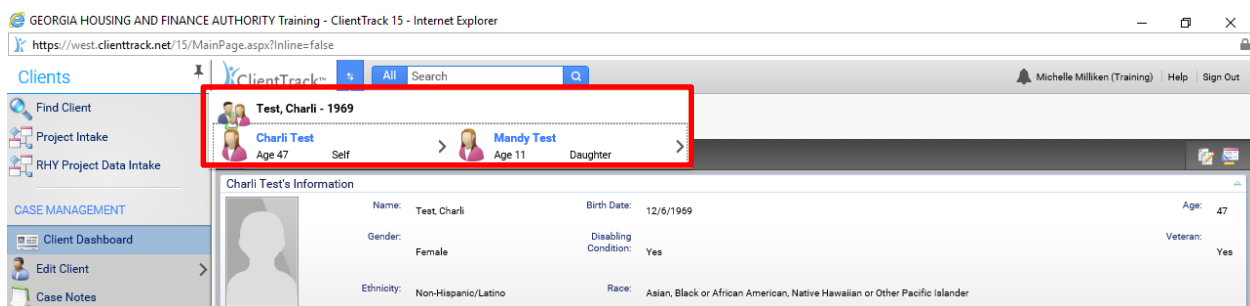 GEORGIA HOUSING AND FINANCE AUTHORITY Training - ClientTrack 15 - Internet Explorer
https://west.clienttrack.net/15/MainPage.aspx?Inline=false
Clients
ClientTrack™
All
Search
Michelle Milliken (Training)
Help
Sign Out
Find Client
Project Intake
RHY Project Data Intake
CASE MANAGEMENT
Client Dashboard
Edit Client
Case Notes
Test, Charli - 1969
Charli Test
Age 47 Self
Mandy Test
Age 11 Daughter
Charli Test's Information
Name: Test, Charli
Birth Date: 12/6/1969
Age: 47
Gender: Female
Disabling
Condition: Yes
Veteran: Yes
Ethnicity: Non-Hispanic/Latino
Race: Asian, Black or African American, Native Hawaiian or Other Pacific Islander